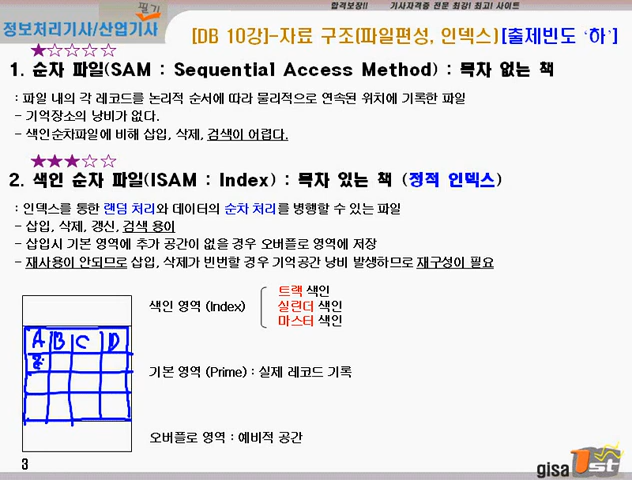 합격보장!! 기사자격증 전문 최강! 최고! 사이트
필기
정보처리기사/산업기사
[DB 10강]-자료 구조(파일편성, 인덱스)[출제빈도 '하']
★☆☆☆☆
1. 순차 파일(SAM : Sequential Access Method) : 목차 없는 책
: 파일 내의 각 레코드를 논리적 순서에 따라 물리적으로 연속된 위치에 기록한 파일
- 기억장소의 낭비가 없다.
- 색인순차파일에 비해 삽입, 삭제, 검색이 어렵다.
★★★☆☆
2. 색인 순차 파일(ISAM : Index) : 목차 있는 책 (정적 인덱스)
: 인덱스를 통한 랜덤 처리와 데이터의 순차 처리를 병행할 수 있는 파일
- 삽입, 삭제, 갱신, 검색 용이
- 삽입시 기본 영역에 추가 공간이 없을 경우 오버플로 영역에 저장
- 재사용이 안되므로 삽입, 삭제가 빈번할 경우 기억공간 낭비 발생하므로 재구성이 필요
색인 영역 (Index)
트랙 색인
실린더 색인
마스터 색인
A B C D
기본 영역 (Prime) : 실제 레코드 기록
오버플로 영역 : 예비적 공간
3
gisa 1st